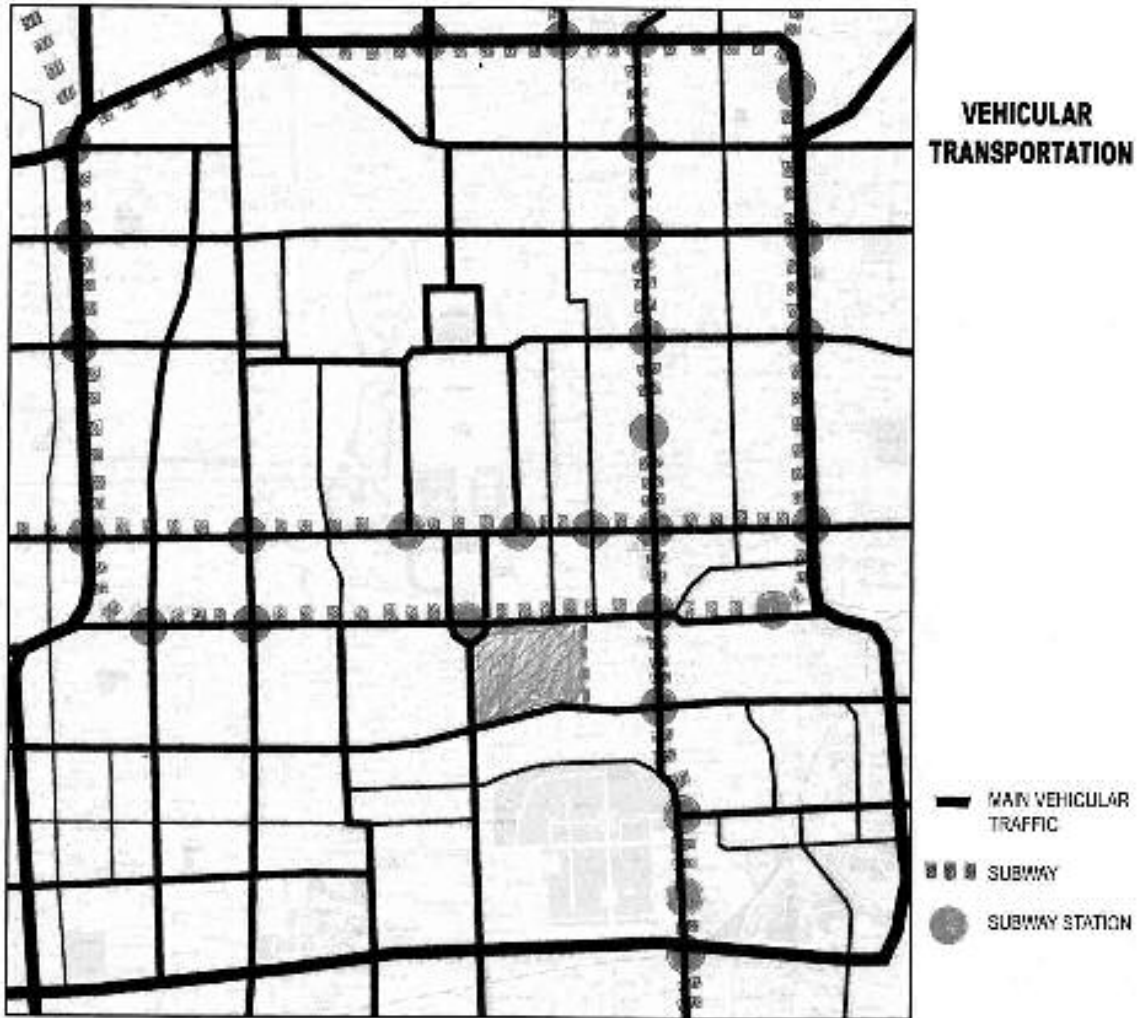 VEHICULAR
TRANSPORTATION
MAIN VEHICULAR
TRAFFIC
SUBWAY
SUBWAY STATION